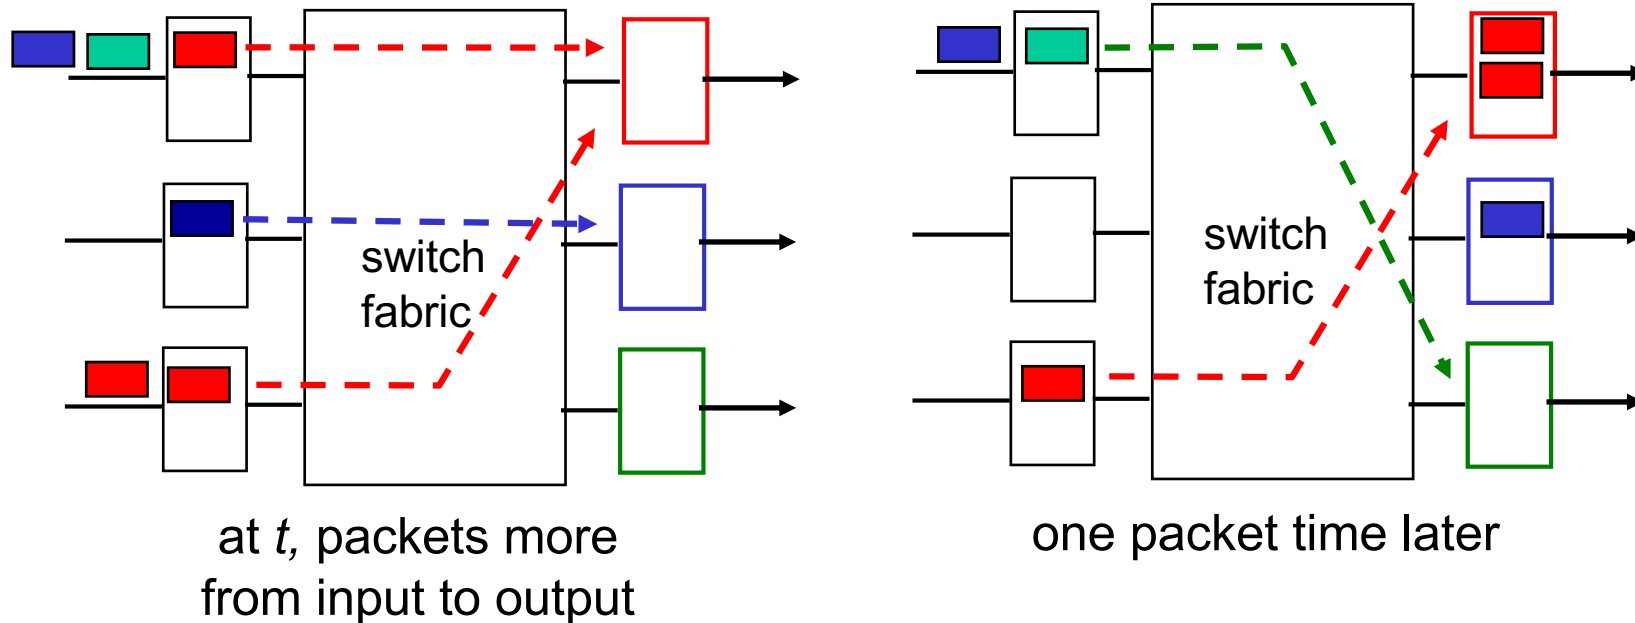 switch
fabric
at t, packets more
from input to output
switch
fabric
one packet time later